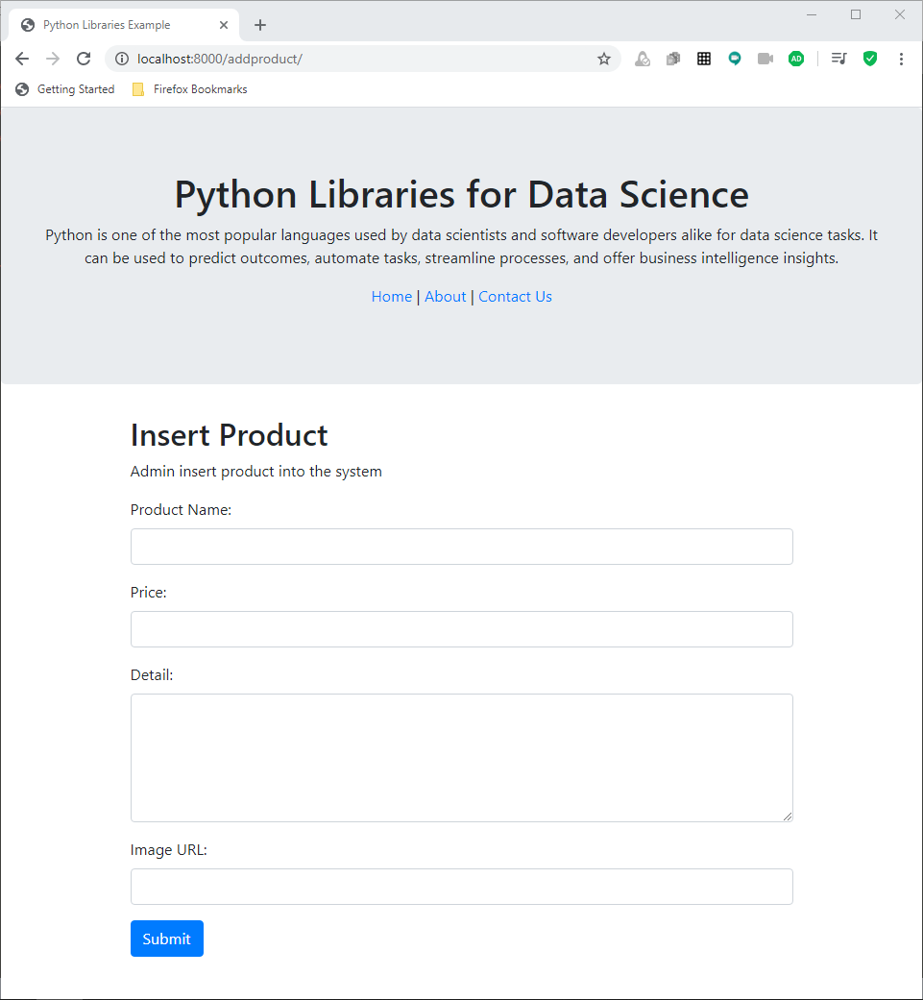 Python Libraries Example
localhost:8000/addproduct/
AD
Getting Started
Firefox Bookmarks
Python Libraries for Data Science
Python is one of the most popular languages used by data scientists and software developers alike for data science tasks. It
can be used to predict outcomes, automate tasks, streamline processes, and offer business intelligence insights.
Home | About | Contact Us
Insert Product
Admin insert product into the system
Product Name:
Price:
Detail:
Image URL:
Submit